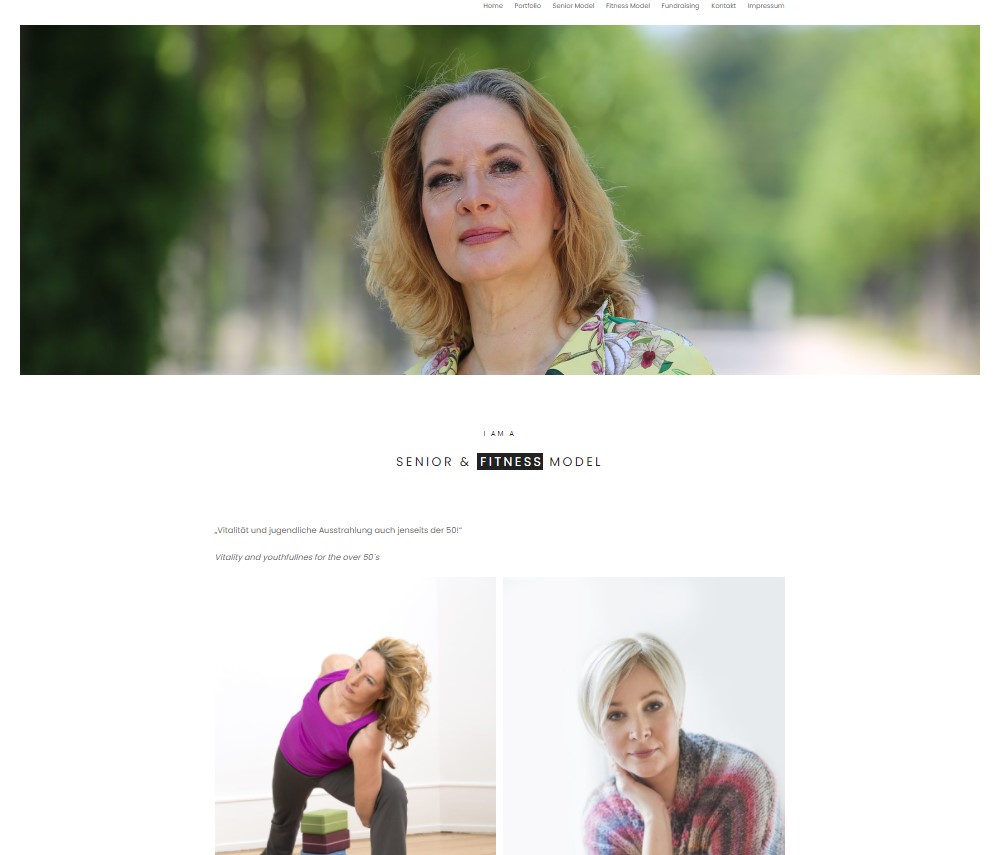 Home Portfolio Senior Model Fitness Model Fundraising Kontakt Impressum
I AM A
SENIOR & FITNESS MODEL
„Vitalität und jugendliche Ausstrahlung auch jenseits der 50!“
Vitality and youthfullnes for the over 50´s